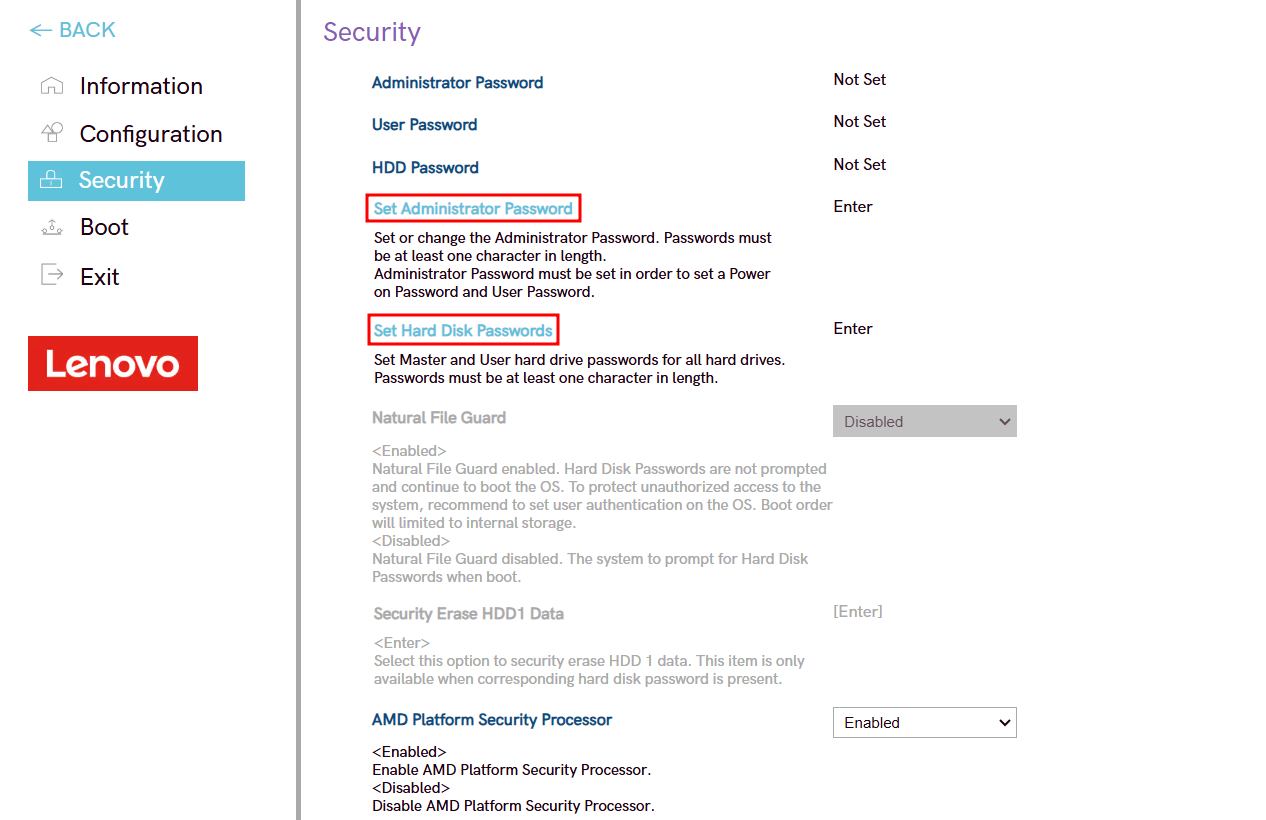 ← BACK
Information
Configuration
Security
Boot
Exit
Lenovo
Security
Administrator Password Not Set
User Password Not Set
HDD Password Not Set
Set Administrator Password Enter
Set or change the Administrator Password. Passwords must
be at least one character in length.
Administrator Password must be set in order to set a Power
on Password and User Password.
Set Hard Disk Passwords Enter
Set Master and User hard drive passwords for all hard drives.
Passwords must be at least one character in length.
Natural File Guard Disabled
<Enabled>
Natural File Guard enabled. Hard Disk Passwords are not prompted
and continue to boot the OS. To protect unauthorized access to the
system, recommend to set user authentication on the OS. Boot order
will limited to internal storage.
<Disabled>
Natural File Guard disabled. The system to prompt for Hard Disk
Passwords when boot.
Security Erase HDD1 Data [Enter]
<Enter>
Select this option to security erase HDD 1 data. This item is only
available when corresponding hard disk password is present.
AMD Platform Security Processor Enabled
<Enabled>
Enable AMD Platform Security Processor.
<Disabled>
Disable AMD Platform Security Processor.